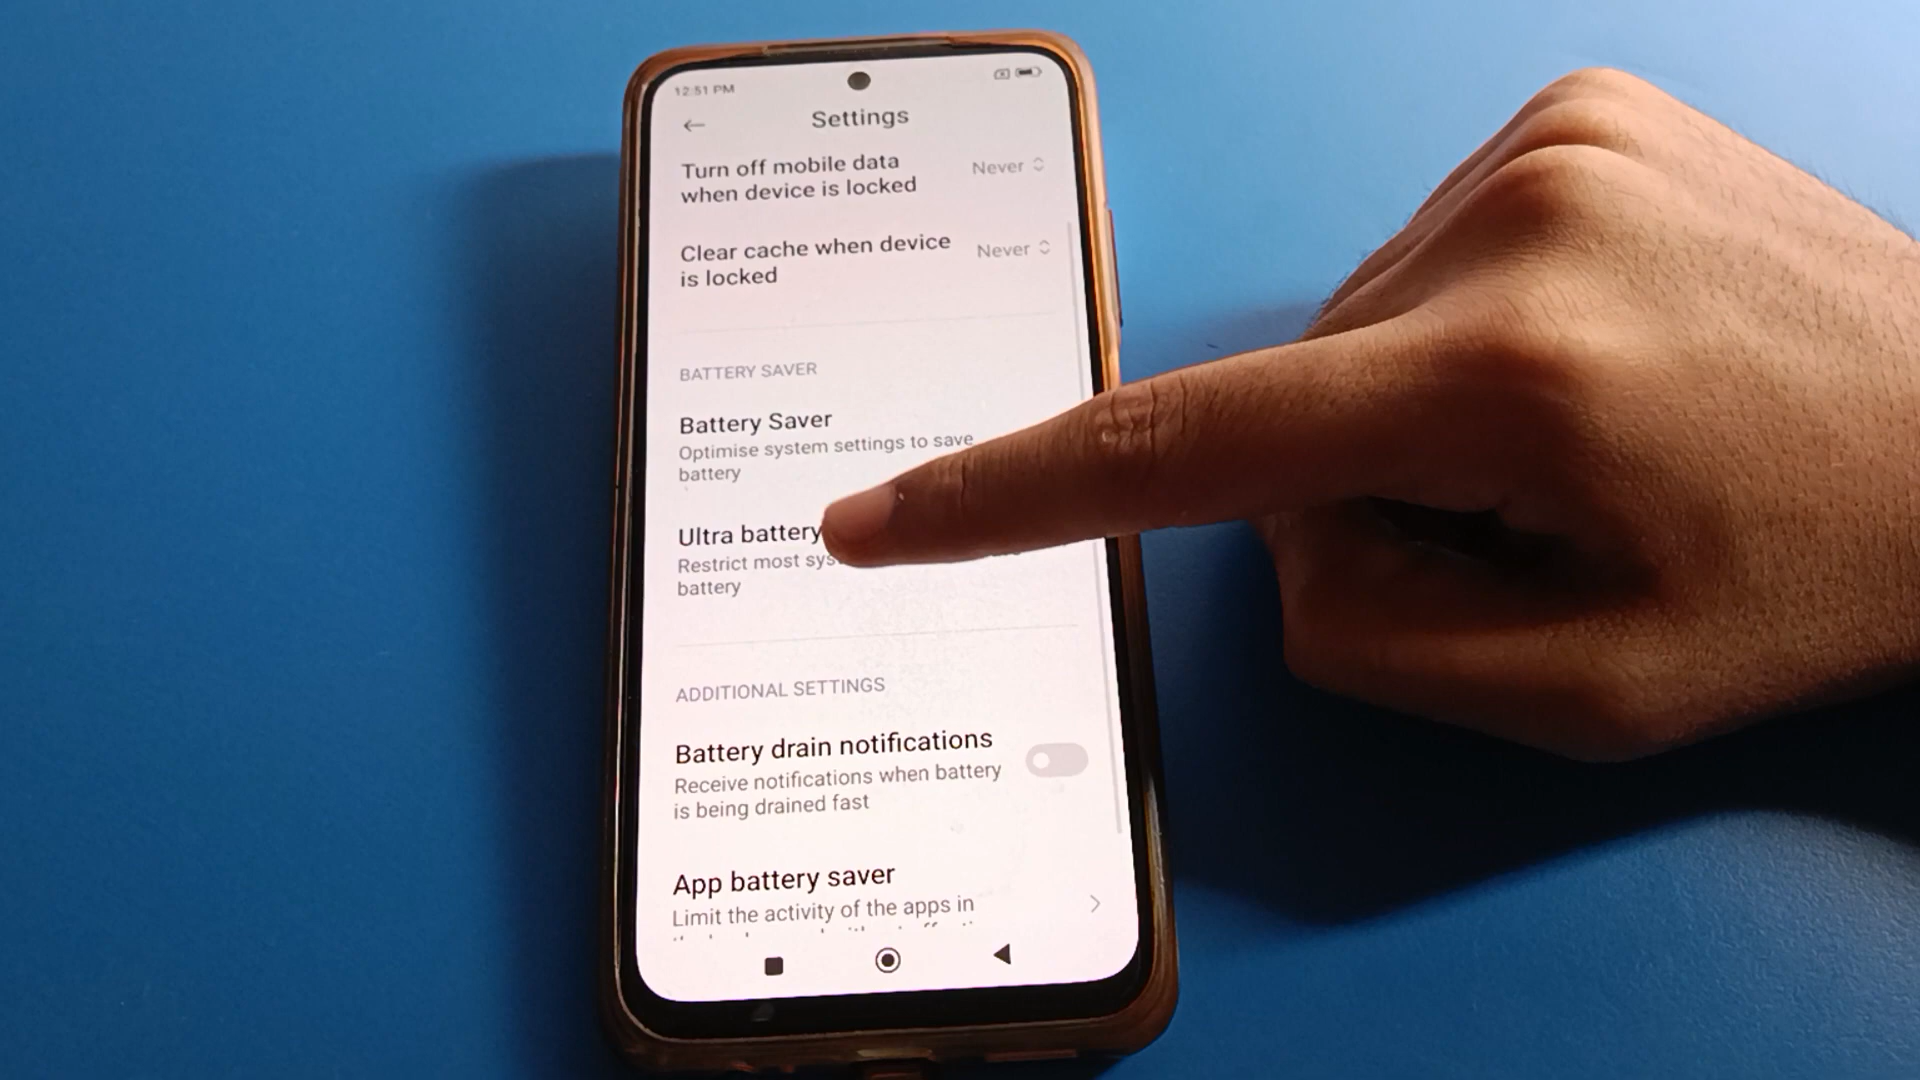 12:51 PM
Settings
Turn off mobile data
when device is locked
Never
Clear cache when device
is locked
Never
BATTERY SAVER
Battery Saver
Optimise system settings to save
battery
Ultra battery
Restrict most
battery
ADDITIONAL SETTINGS
Battery drain notifications
Receive notifications when battery
is being drained fast
App battery saver
Limit the activity of the apps in